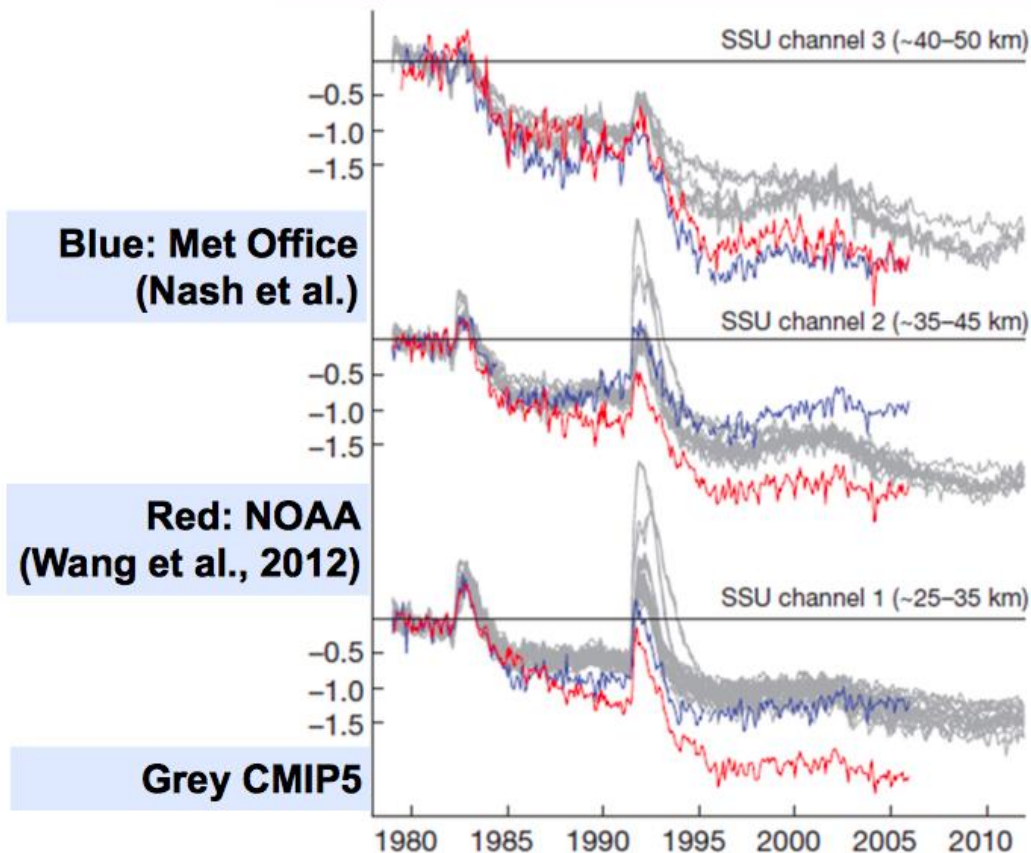 SSU channel 3 (~40–50 km)
−0.5
−1.0
−1.5
Blue: Met Office
(Nash et al.)
SSU channel 2 (~35–45 km)
−0.5
−1.0
−1.5
Red: NOAA
(Wang et al., 2012)
SSU channel 1 (~25–35 km)
−0.5
−1.0
−1.5
Grey CMIP5
1980 1985 1990 1995 2000 2005 2010